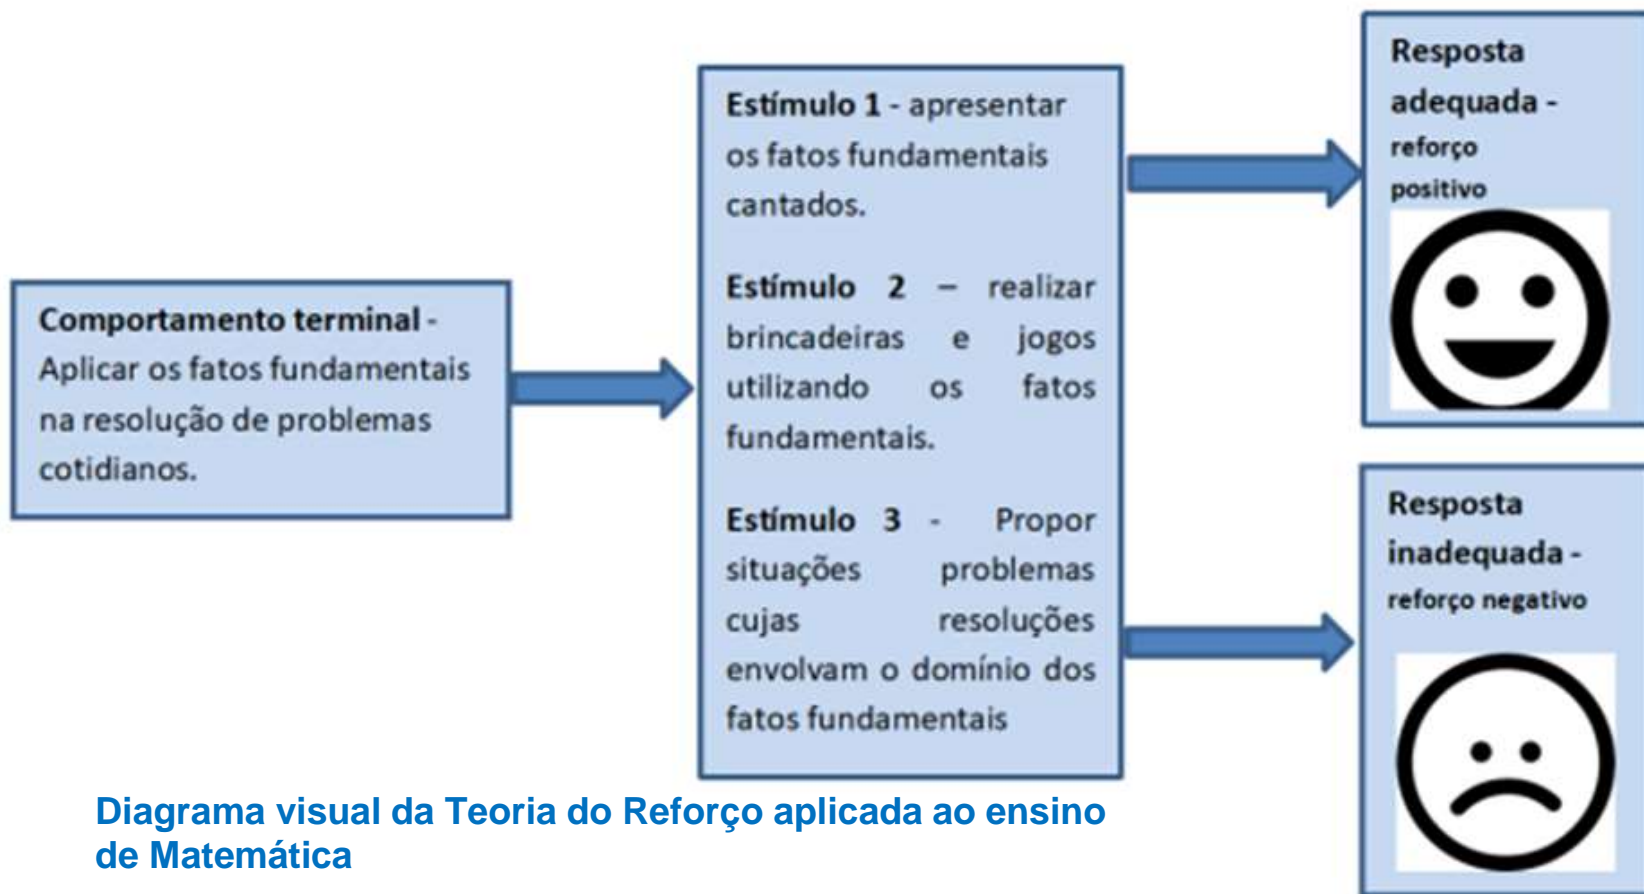 Comportamento terminal -
Aplicar os fatos fundamentais
na resolução de problemas
cotidianos.
Estímulo 1 - apresentar
os fatos fundamentais
cantados.
Estímulo 2 – realizar
brincadeiras e jogos
utilizando os fatos
fundamentais.
Estímulo 3 - Propor
situações problemas
cujas resoluções
envolvam o domínio dos
fatos fundamentais
Resposta
adequada -
reforço
positivo
Resposta
inadequada -
reforço negativo
Diagrama visual da Teoria do Reforço aplicada ao ensino
de Matemática